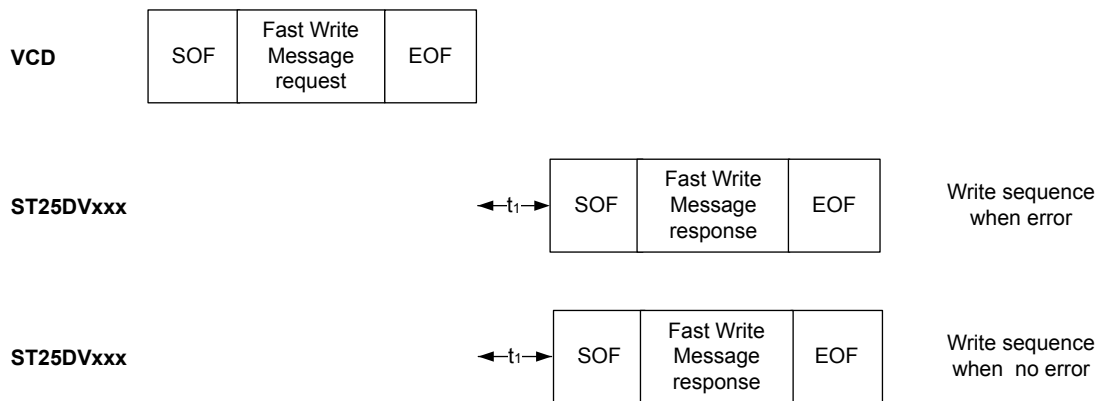 VCD
SOF
Fast Write
Message
request
EOF
ST25DVxxx
t1
SOF
Fast Write
Message
response
EOF
Write sequence
when error
ST25DVxxx
t1
SOF
Fast Write
Message
response
EOF
Write sequence
when no error